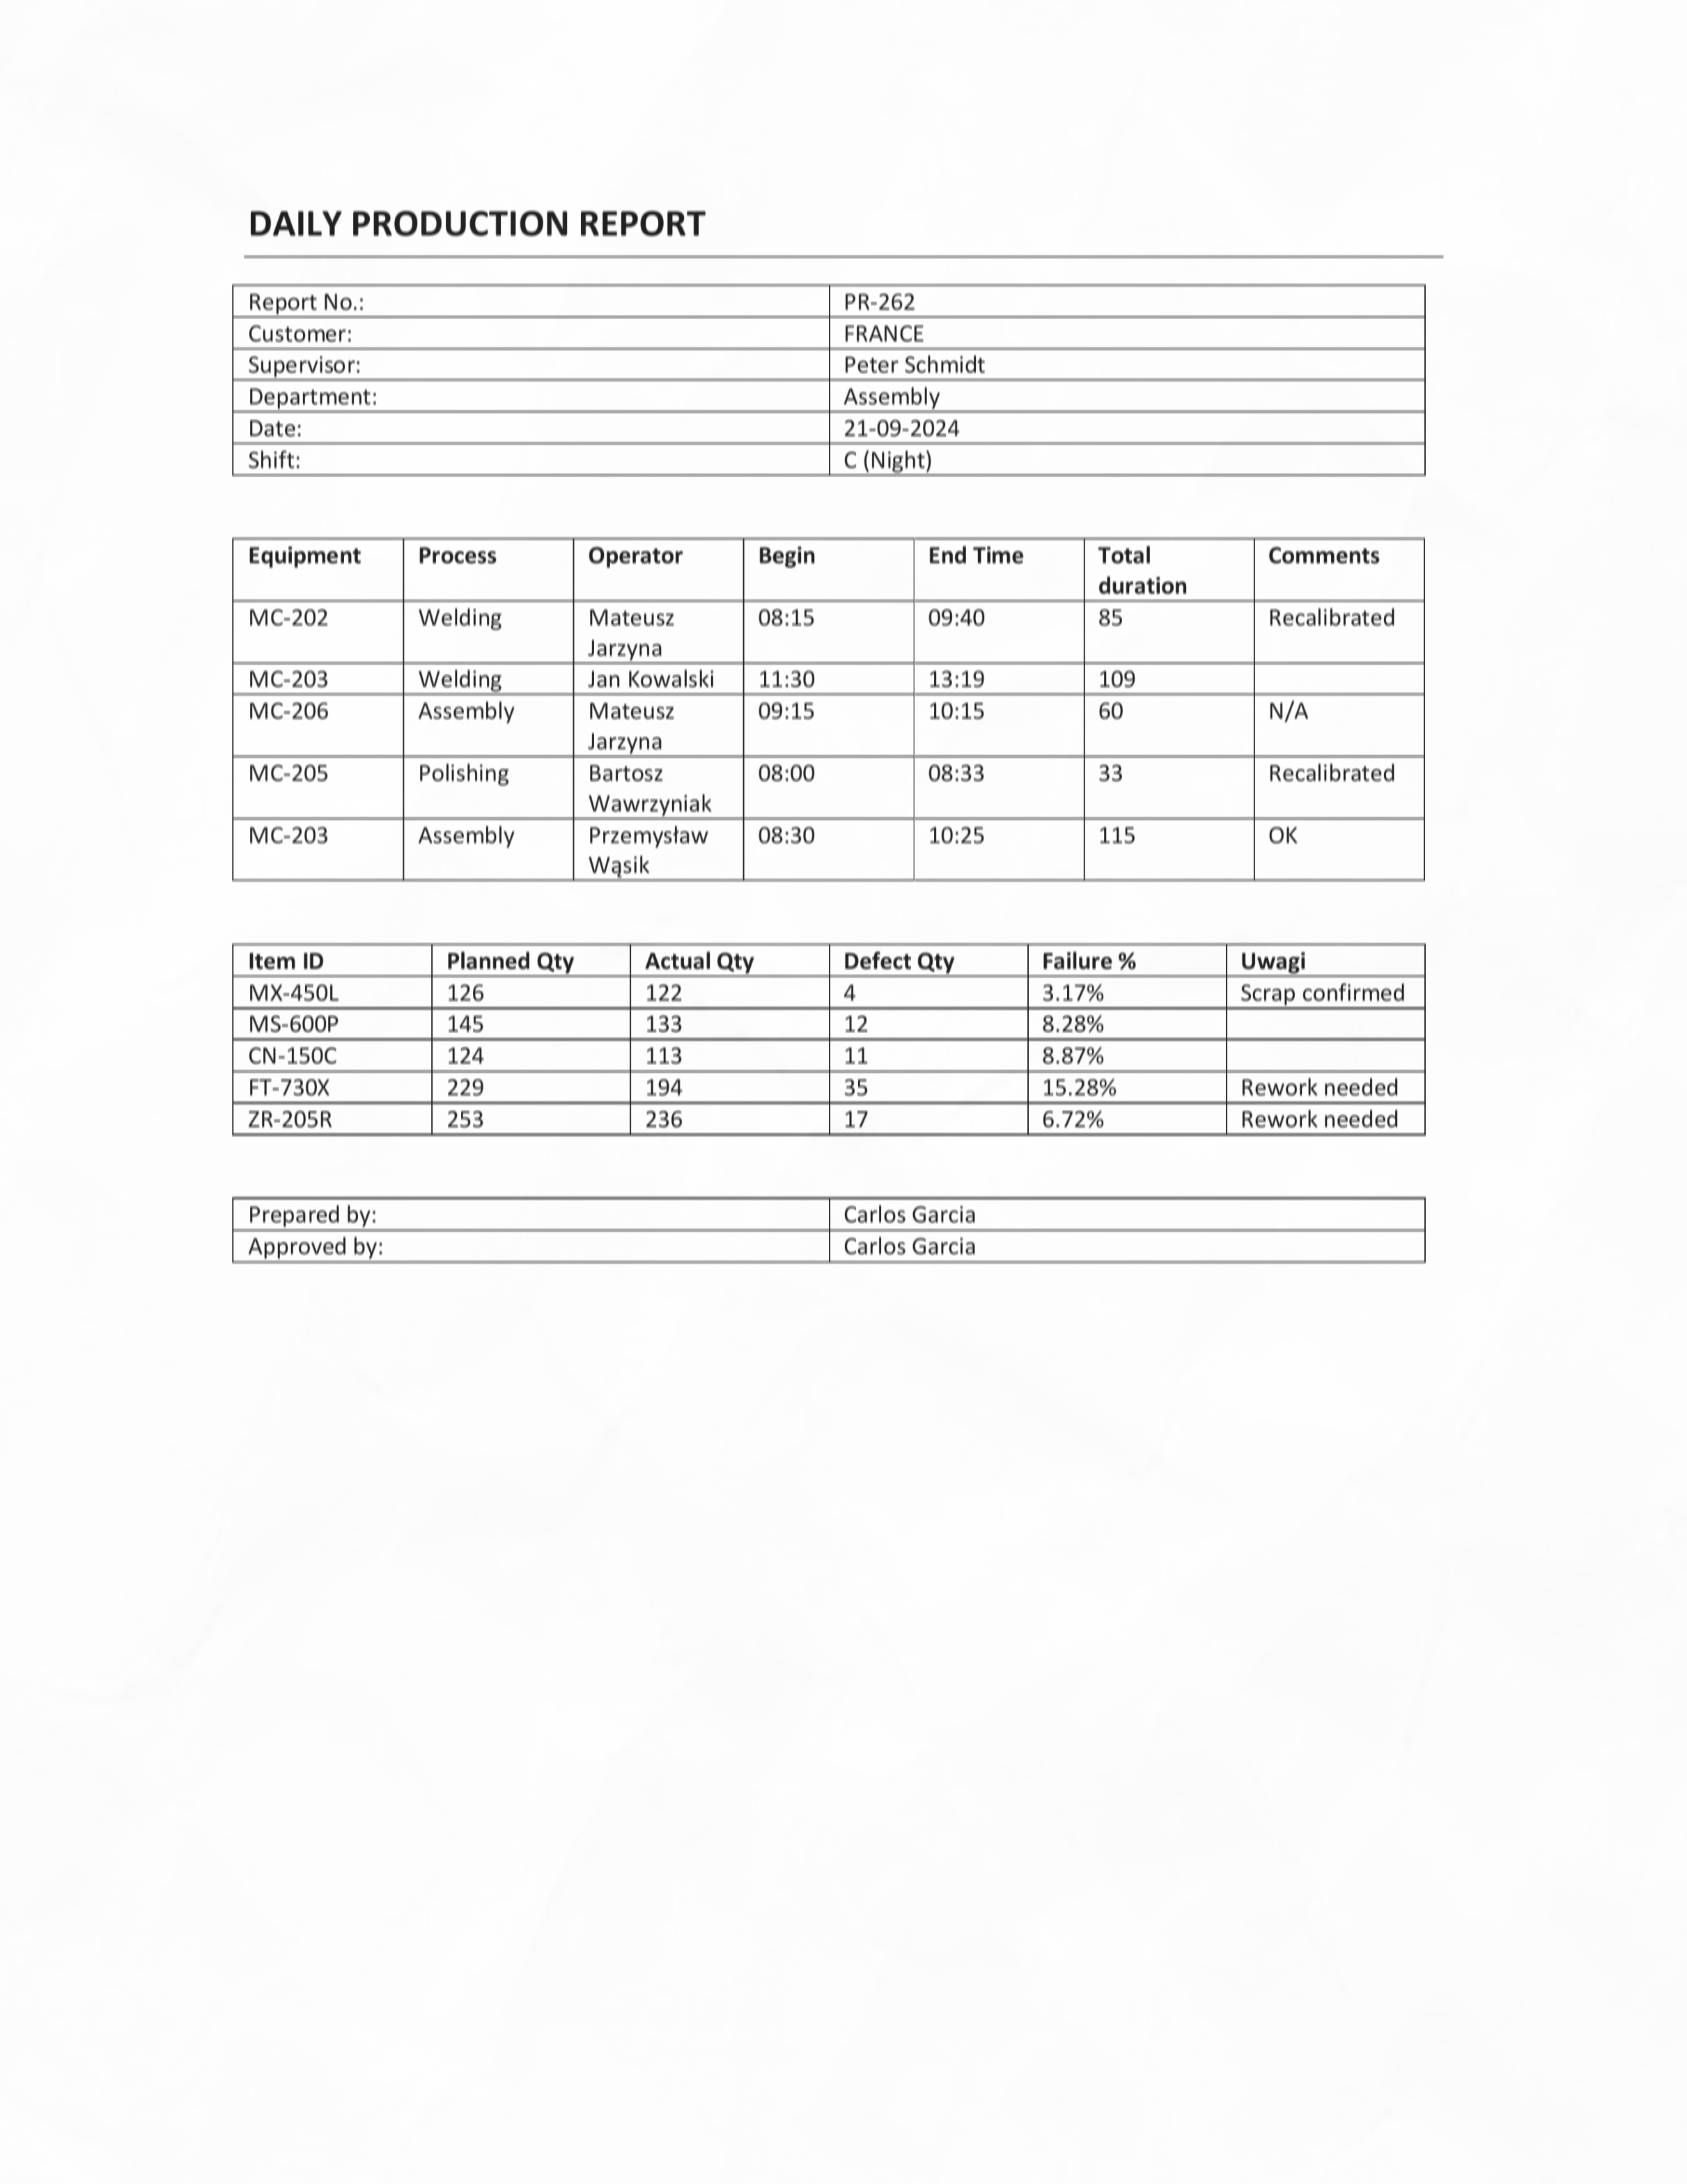 DAILY PRODUCTION REPORT
Report No.: PR-262
Customer: FRANCE
Supervisor: Peter Schmidt
Department: Assembly
Date: 21-09-2024
Shift: C (Night)
Equipment Process Operator Begin End Time Total duration Comments
MC-202 Welding Mateusz Jarzyna 08:15 09:40 85 Recalibrated
MC-203 Welding Jan Kowalski 11:30 13:19 109
MC-206 Assembly Mateusz Jarzyna 09:15 10:15 60 N/A
MC-205 Polishing Bartosz Wawrzyniak 08:00 08:33 33 Recalibrated
MC-203 Assembly Przemysław Wąsik 08:30 10:25 115 OK
Item ID Planned Qty Actual Qty Defect Qty Failure % Uwagi
MX-450L 126 122 4 3.17% Scrap confirmed
MS-600P 145 133 12 8.28%
CN-150C 124 113 11 8.87%
FT-730X 229 194 35 15.28% Rework needed
ZR-205R 253 236 17 6.72% Rework needed
Prepared by: Carlos Garcia
Approved by: Carlos Garcia